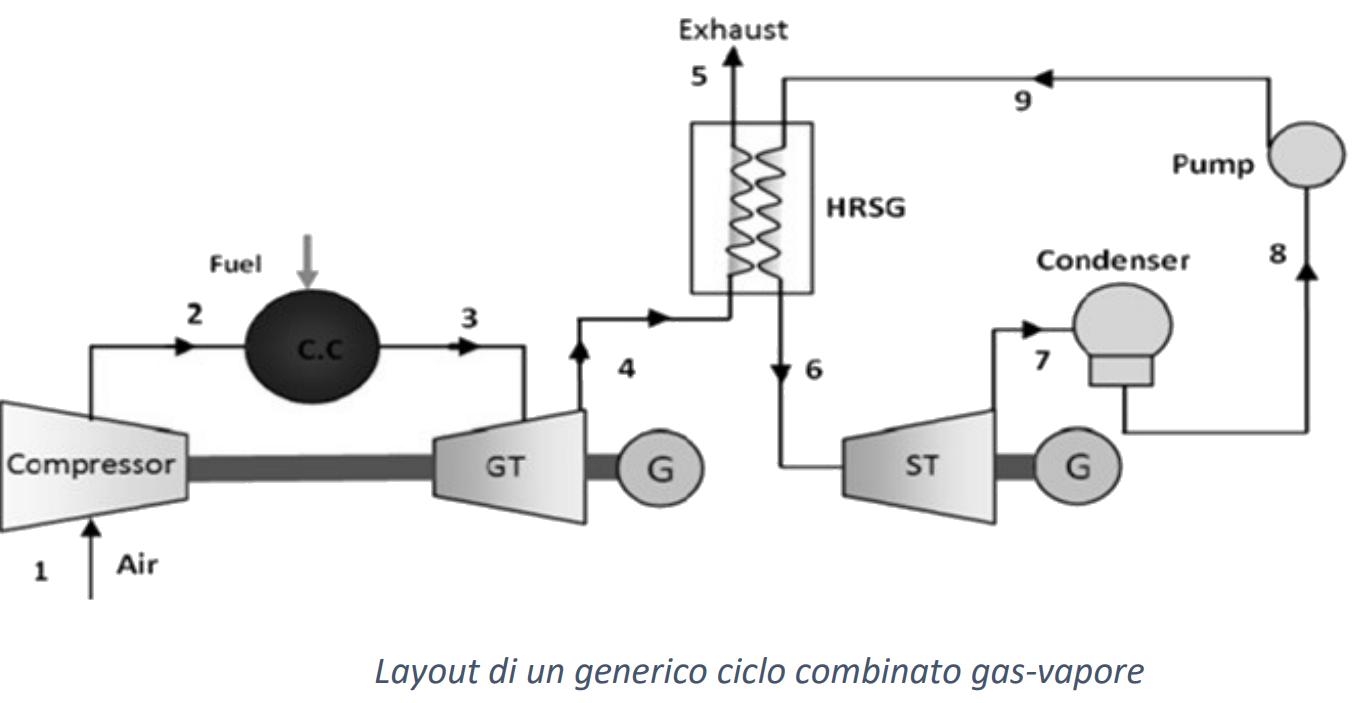 Exhaust
5
9
Pump
HRSG
8
Condenser
Fuel
2
3
C.C
4
6
7
Compressor
GT
G
ST
G
1
Air
Layout di un generico ciclo combinato gas-vapore